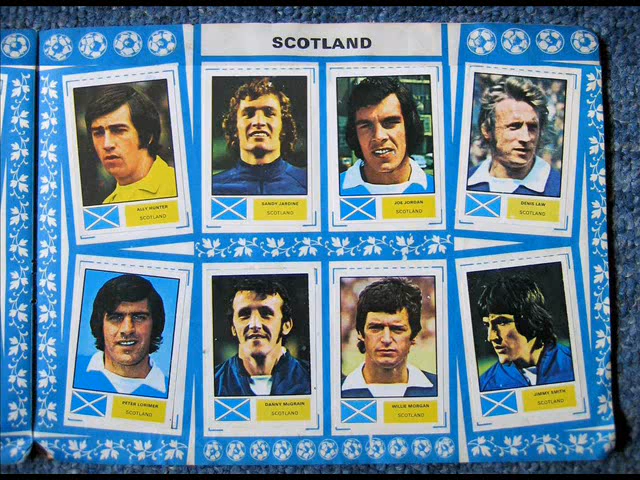 SCOTLAND
ALLY HUNTER
SCOTLAND
SANDY JARDINE
SCOTLAND
JOE JORDAN
SCOTLAND
DENIS LAW
SCOTLAND
PETER LORIMER
SCOTLAND
DANNY McGRAIN
SCOTLAND
WILLIE MORGAN
SCOTLAND
JIMMY SMITH
SCOTLAND